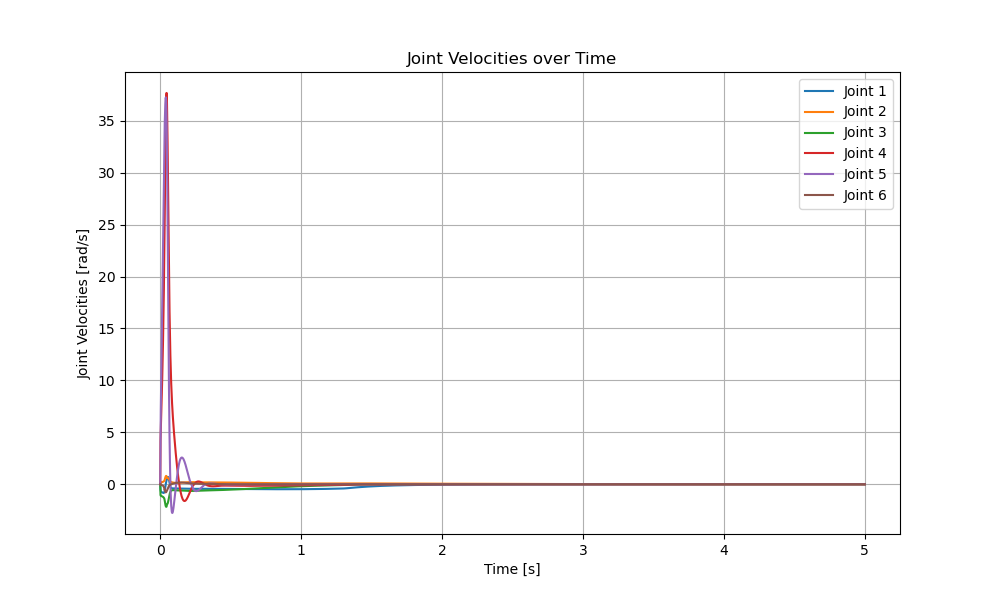 Joint Velocities over Time
Joint 1
Joint 2
Joint 3
Joint 4
Joint 5
Joint 6
35
30
25
20
15
10
5
0
Joint Velocities [rad/s]
0 1 2 3 4 5
Time [s]